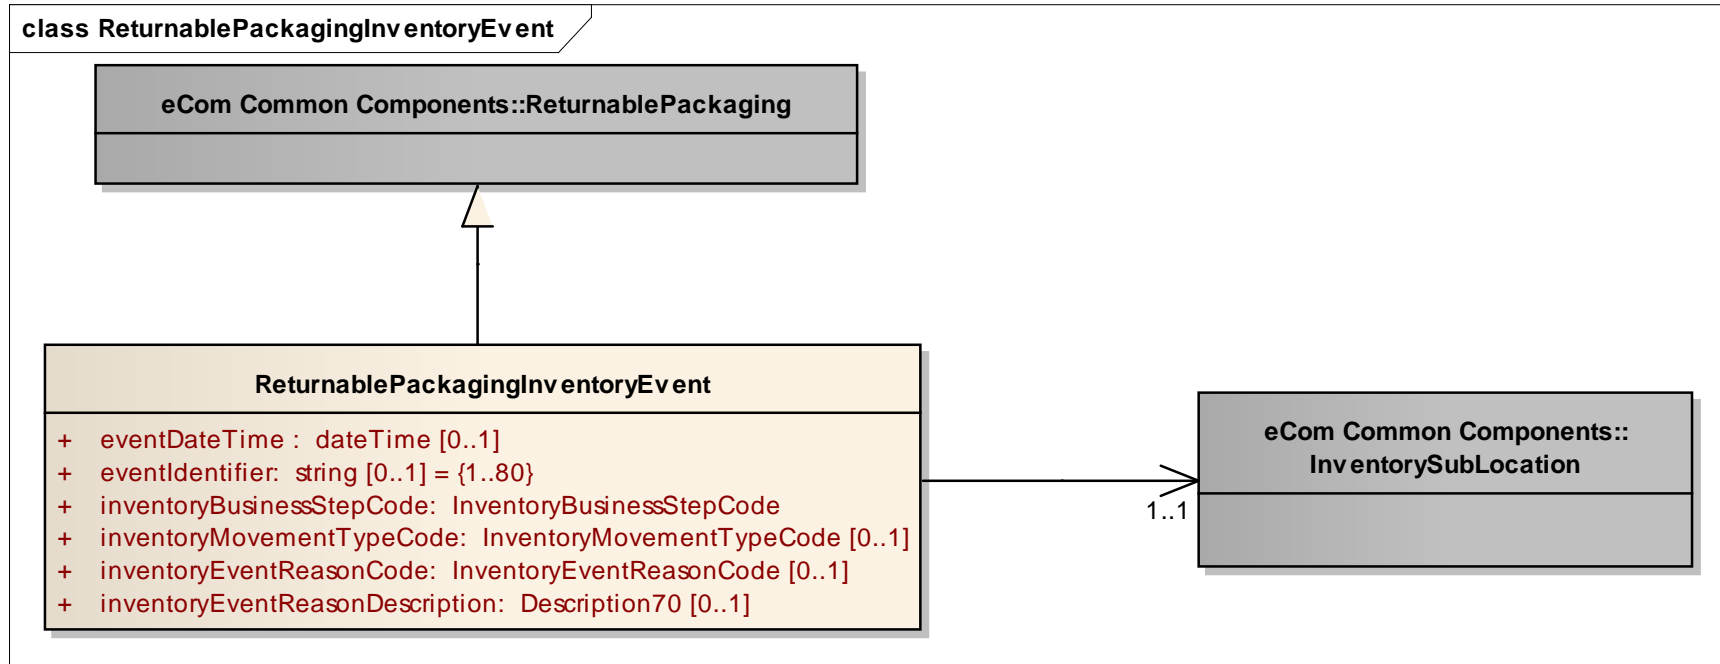 class ReturnablePackagingInventoryEvent
eCom Common Components::ReturnablePackaging
ReturnablePackagingInventoryEvent
+ eventDateTime : dateTime [0..1]
+ eventIdentifier: string [0..1] = {1..80}
+ inventoryBusinessStepCode: InventoryBusinessStepCode
+ inventoryMovementTypeCode: InventoryMovementTypeCode [0..1]
+ inventoryEventReasonCode: InventoryEventReasonCode [0..1]
+ inventoryEventReasonDescription: Description70 [0..1]
eCom Common Components::
InventorySubLocation
1..1